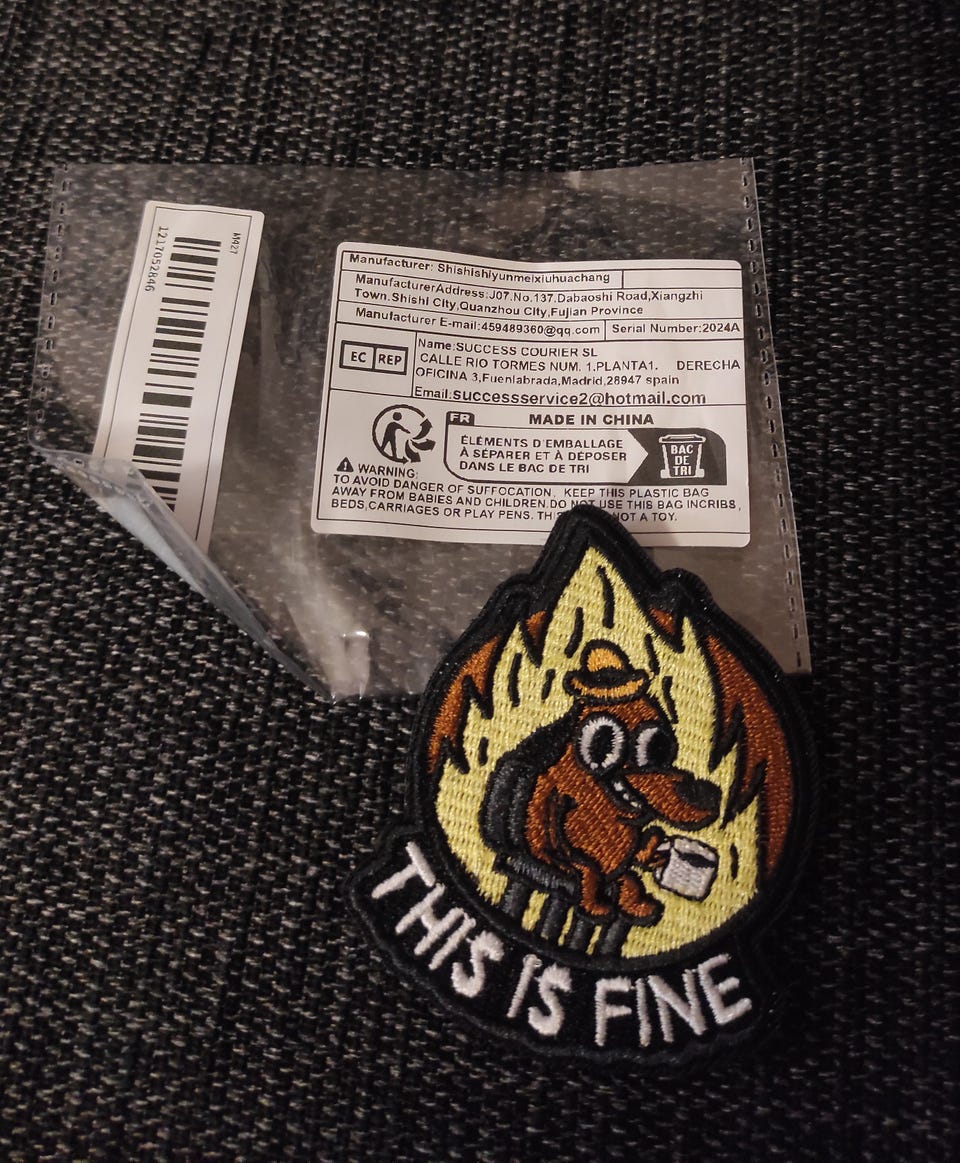 M427
1217052846
Manufacturer: Shishishiyunmeixiuhuachang
ManufacturerAddress:J07.No.137.Dabaoshi Road,Xiangzhi
Town.Shishi City,Quanzhou City,Fujian Province
Manufacturer E-mail:459489360@qq.com Serial Number:2024A
EC REP
Name:SUCCESS COURIER SL
CALLE RIO TORMES NUM. 1.PLANTA1. DERECHA
OFICINA 3,Fuenlabrada,Madrid,28947 spain
Email:successservice2@hotmail.com
FR MADE IN CHINA
ÉLÉMENTS D'EMBALLAGE
À SÉPARER ET À DÉPOSER
DANS LE BAC DE TRI
BAC
DE
TRI
WARNING:
TO AVOID DANGER OF SUFFOCATION, KEEP THIS PLASTIC BAG
AWAY FROM BABIES AND CHILDREN.DO NOT USE THIS BAG INCRIBS,
BEDS,CARRIAGES OR PLAY PENS. NOT A TOY.
THIS IS FINE